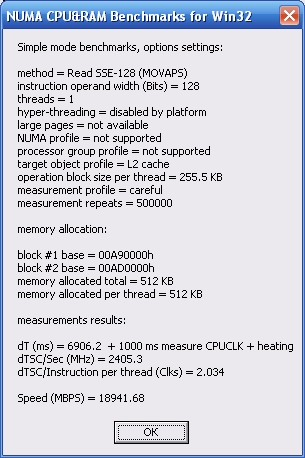 NUMA CPU&RAM Benchmarks for Win32
Simple mode benchmarks, options settings:
method = Read SSE-128 (MOVAPS)
instruction operand width (Bits) = 128
threads = 1
hyper-threading = disabled by platform
large pages = not available
NUMA profile = not supported
processor group profile = not supported
target object profile = L2 cache
operation block size per thread = 255.5 KB
measurement profile = careful
measurement repeats = 500000
memory allocation:
block #1 base = 00A90000h
block #2 base = 00AD0000h
memory allocated total = 512 KB
memory allocated per thread = 512 KB
measurements results:
dT (ms) = 6906.2 + 1000 ms measure CPUCLK + heating
dTSC/Sec (MHz) = 2405.3
dTSC/Instruction per thread (Clks) = 2.034
Speed (MBPS) = 18941.68
OK